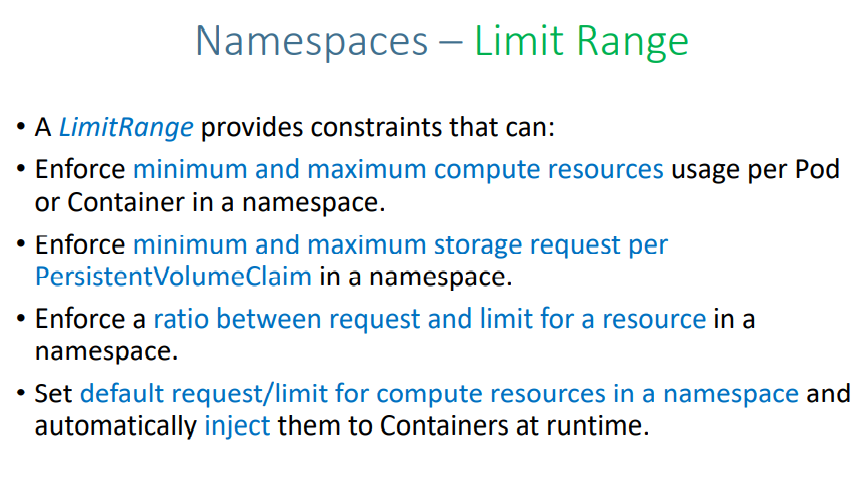 Namespaces – Limit Range
• A LimitRange provides constraints that can:
• Enforce minimum and maximum compute resources usage per Pod
or Container in a namespace.
• Enforce minimum and maximum storage request per
PersistentVolumeClaim in a namespace.
• Enforce a ratio between request and limit for a resource in a
namespace.
• Set default request/limit for compute resources in a namespace and
automatically inject them to Containers at runtime.